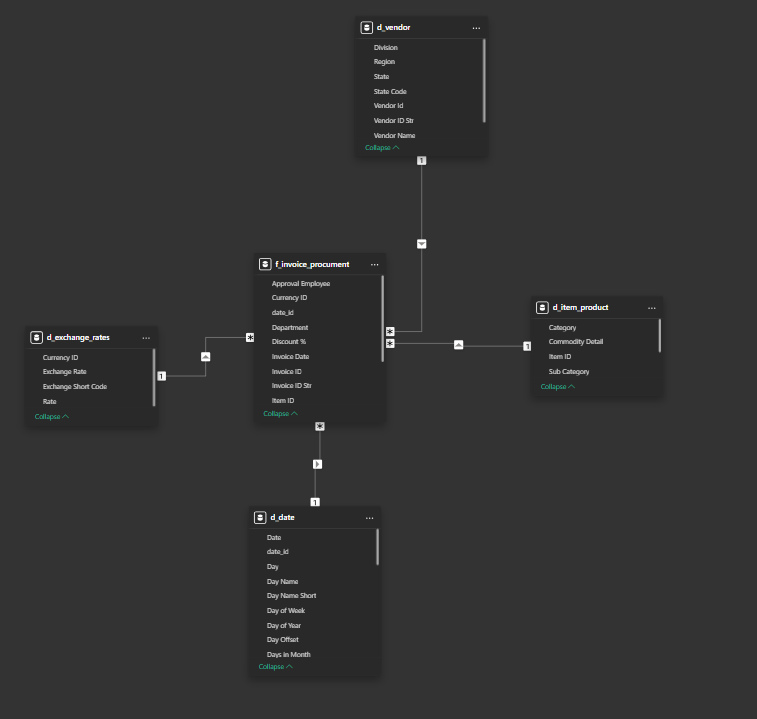 d_vendor
Division
Region
State
State Code
Vendor Id
Vendor ID Str
Vendor Name
Collapse
1
f_invoice_procument
Approval Employee
Currency ID
date_id
Department
Discount %
Invoice Date
Invoice ID
Invoice ID Str
Item ID
Collapse
*
*
*
*
d_item_product
Category
Commodity Detail
Item ID
Sub Category
Collapse
1
d_exchange_rates
Currency ID
Exchange Rate
Exchange Short Code
Rate
Collapse
1
1
d_date
Date
date_id
Day
Day Name
Day Name Short
Day of Week
Day of Year
Day Offset
Days in Month
Collapse